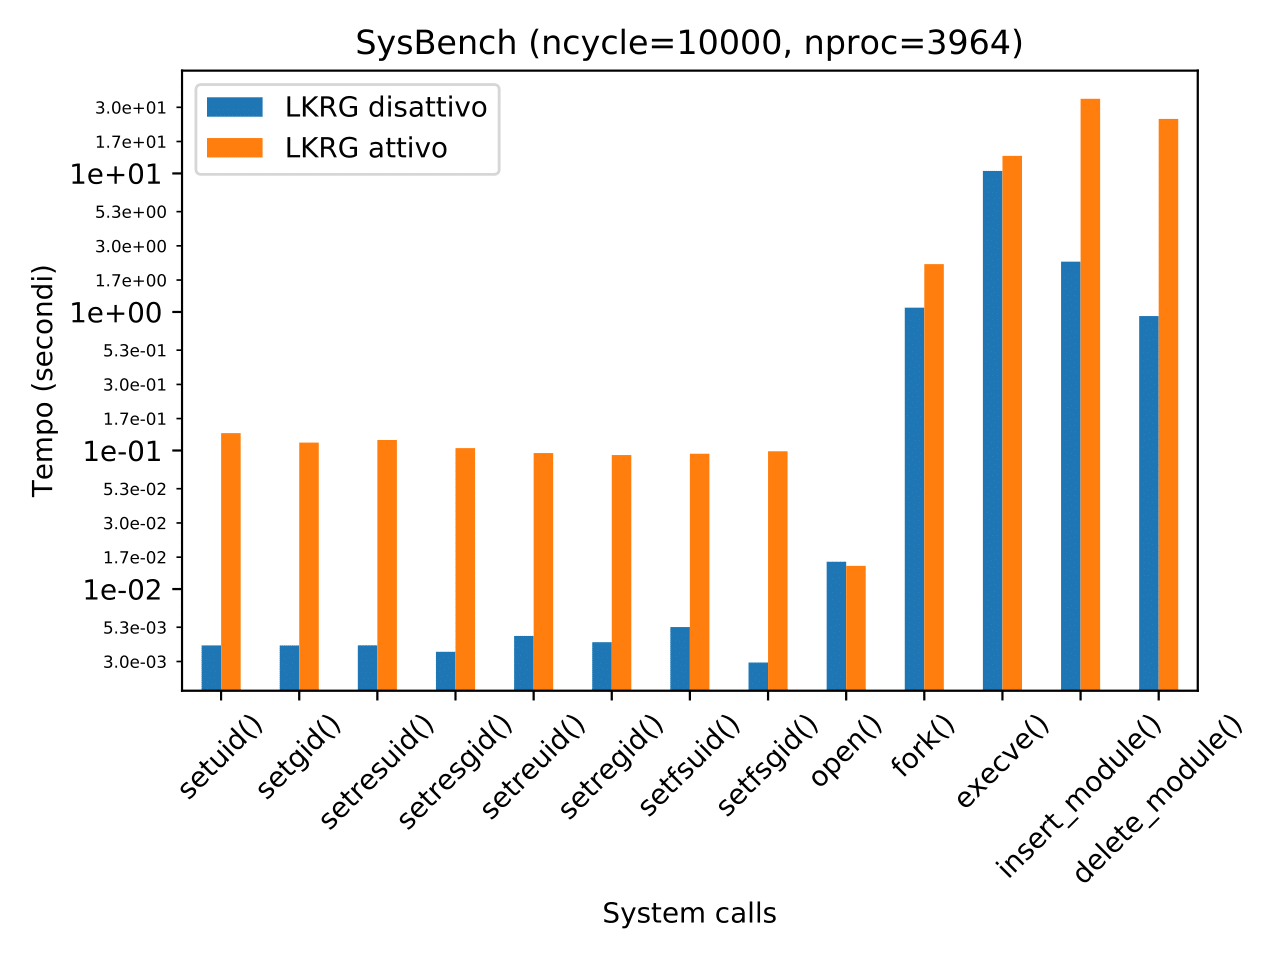 SysBench (ncycle=10000, nproc=3964)
LKRG disattivo
LKRG attivo
3.0e+01
1.7e+01
1e+01
5.3e+00
3.0e+00
1.7e+00
1e+00
5.3e-01
3.0e-01
1.7e-01
1e-01
5.3e-02
3.0e-02
1.7e-02
1e-02
5.3e-03
3.0e-03
Tempo (secondi)
setuid()
setgid()
setresuid()
setresgid()
setreuid()
setregid()
setfsuid()
setfsgid()
open()
fork()
execve()
insert_module()
delete_module()
System calls